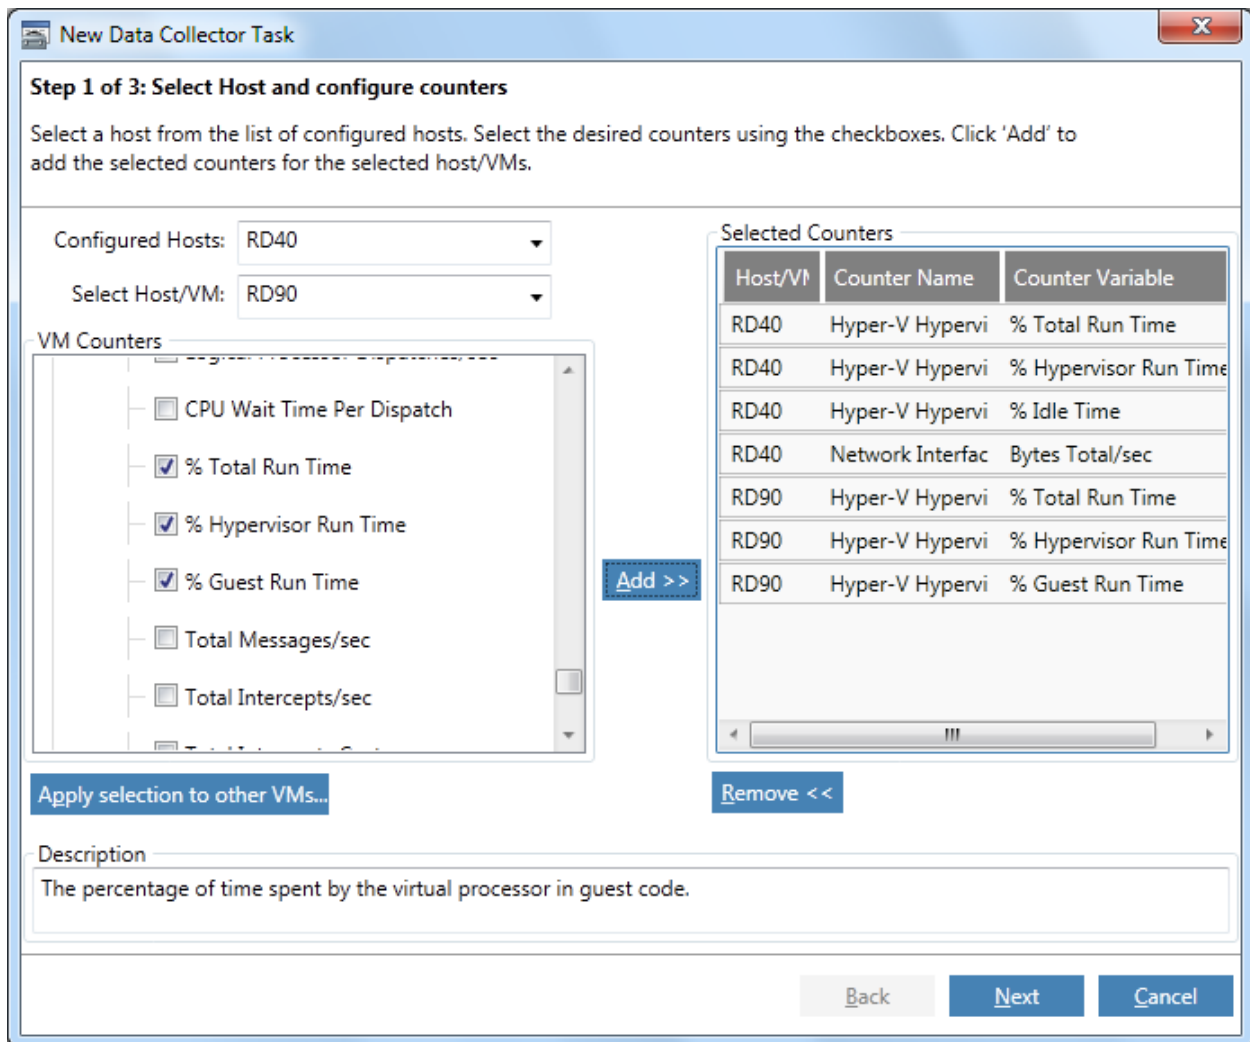 New Data Collector Task
Step 1 of 3: Select Host and configure counters
Select a host from the list of configured hosts. Select the desired counters using the checkboxes. Click 'Add' to
add the selected counters for the selected host/VMs.
Configured Hosts: RD40
Select Host/VM: RD90
VM Counters
CPU Wait Time Per Dispatch
% Total Run Time
% Hypervisor Run Time
% Guest Run Time
Total Messages/sec
Total Intercepts/sec
Apply selection to other VMs...
Add >>
Selected Counters
Host/VM Counter Name Counter Variable
RD40 Hyper-V Hypervi % Total Run Time
RD40 Hyper-V Hypervi % Hypervisor Run Time
RD40 Hyper-V Hypervi % Idle Time
RD40 Network Interfac Bytes Total/sec
RD90 Hyper-V Hypervi % Total Run Time
RD90 Hyper-V Hypervi % Hypervisor Run Time
RD90 Hyper-V Hypervi % Guest Run Time
Remove <<
Description
The percentage of time spent by the virtual processor in guest code.
Back Next Cancel